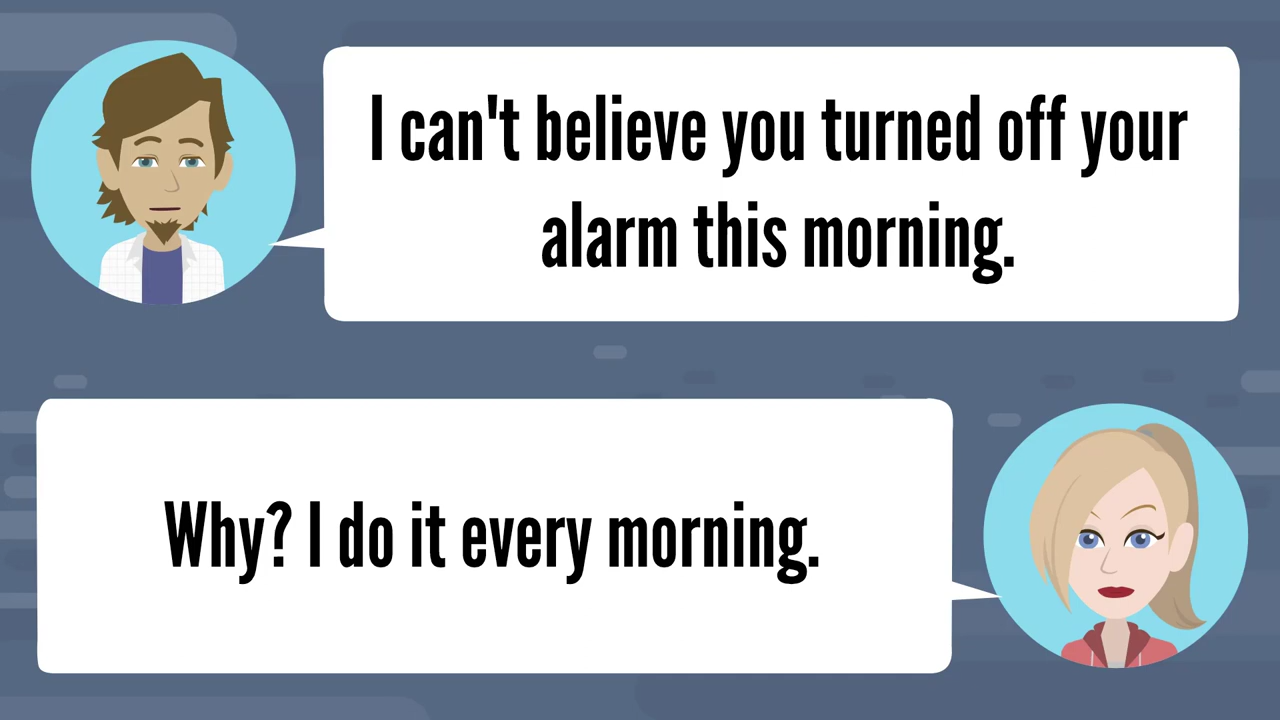 I can't believe you turned off your
alarm this morning.
Why? I do it every morning.